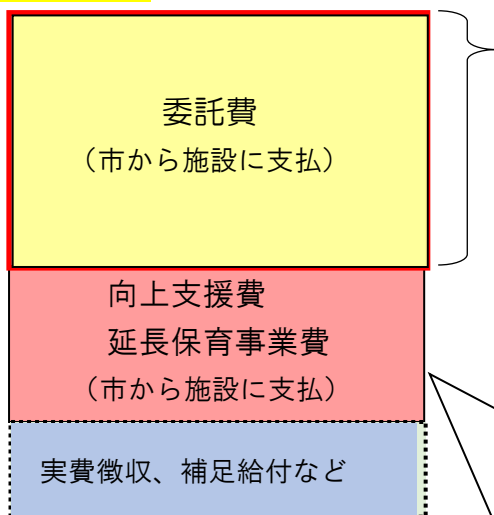 委託費
（市から施設に支払）
向上支援費
延長保育事業費
（市から施設に支払）
実費徴収、補足給付など